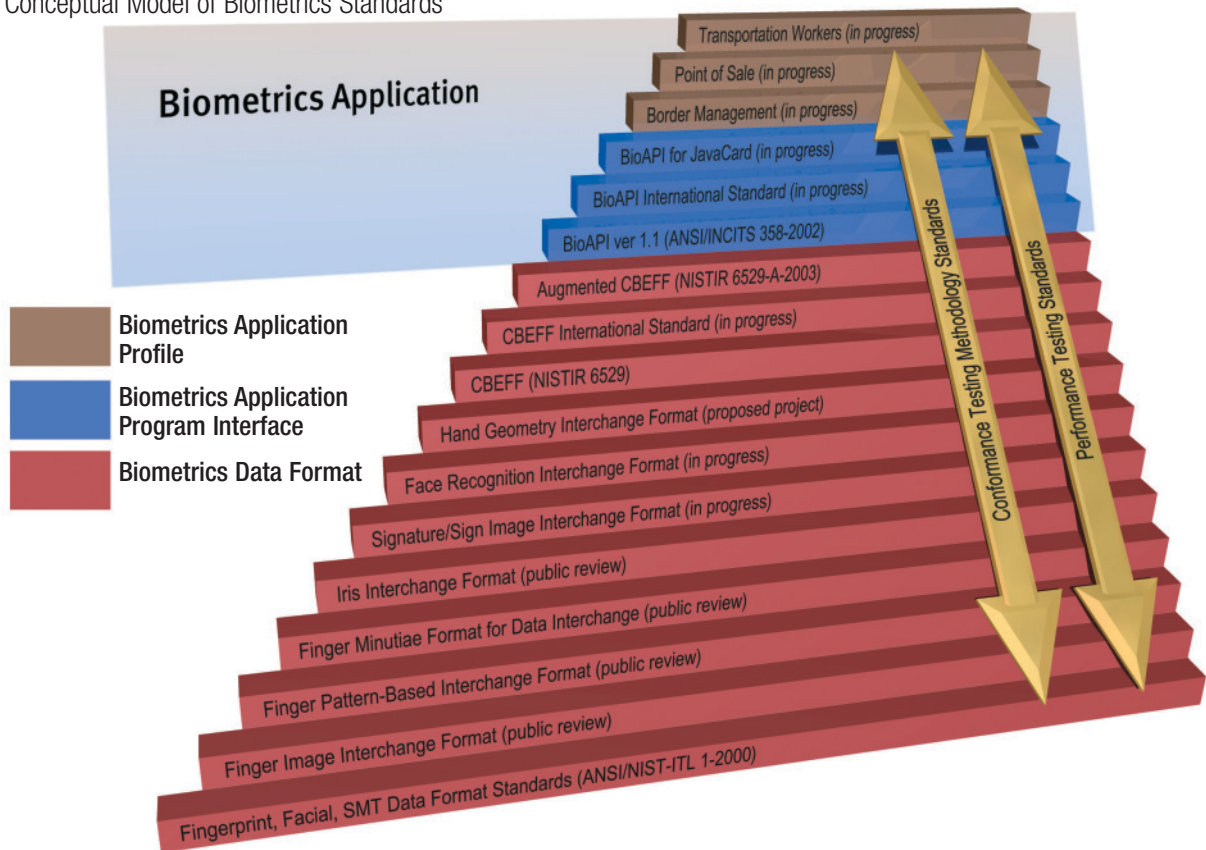 Conceptual Model of Biometrics Standards
Biometrics Application
Transportation Workers (in progress)
Point of Sale (in progress)
Border Management (in progress)
BioAPI for JavaCard (in progress)
BioAPI International Standard (in progress)
BioAPI ver 1.1 (ANSI/INCITS 358-2002)
Augmented CBEFF (NISTIR 6529-A-2003)
CBEFF International Standard (in progress)
CBEFF (NISTIR 6529)
Hand Geometry Interchange Format (proposed project)
Face Recognition Interchange Format (in progress)
Signature/Sign Image Interchange Format (in progress)
Iris Interchange Format (public review)
Finger Minutiae Format for Data Interchange (public review)
Finger Pattern-Based Interchange Format (public review)
Finger Image Interchange Format (public review)
Fingerprint, Facial, SMT Data Format Standards (ANSI/NIST-ITL 1-2000)
Conformance Testing Methodology Standards
Performance Testing Standards
Biometrics Application
Profile
Biometrics Application
Program Interface
Biometrics Data Format